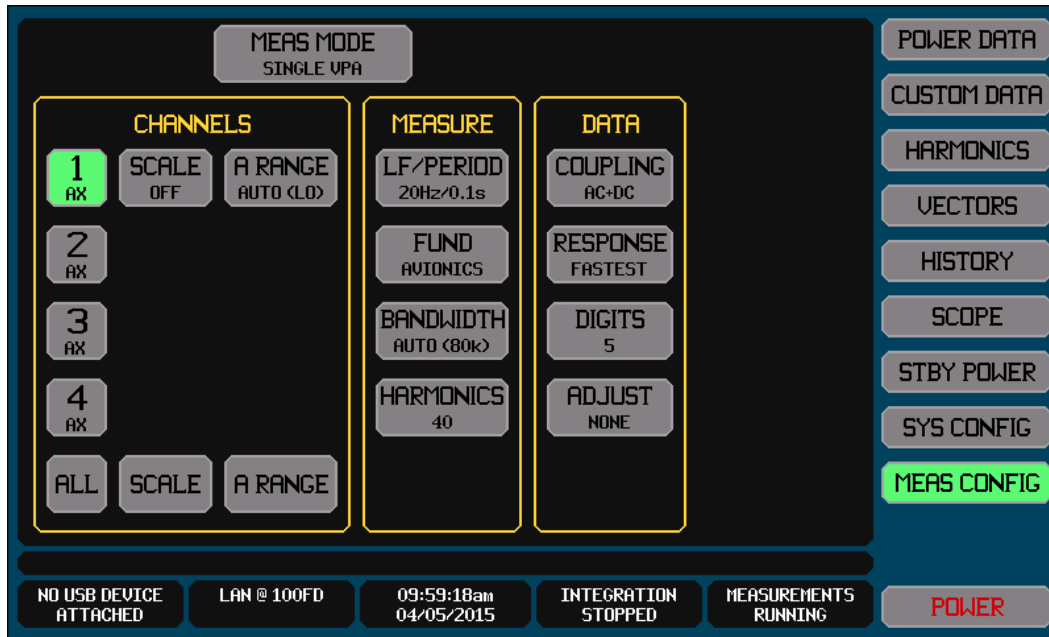 MEAS MODE
SINGLE VPA
CHANNELS
1
AX
SCALE
OFF
A RANGE
AUTO (LO)
2
AX
3
AX
4
AX
ALL
SCALE
A RANGE
MEASURE
LF/PERIOD
20Hz/0.1s
FUND
AVIONICS
BANDWIDTH
AUTO (80k)
HARMONICS
40
DATA
COUPLING
AC+DC
RESPONSE
FASTEST
DIGITS
5
ADJUST
NONE
POWER DATA
CUSTOM DATA
HARMONICS
VECTORS
HISTORY
SCOPE
STBY POWER
SYS CONFIG
MEAS CONFIG
NO USB DEVICE
ATTACHED
LAN @ 100FD
09:59:18am
04/05/2015
INTEGRATION
STOPPED
MEASUREMENTS
RUNNING
POWER